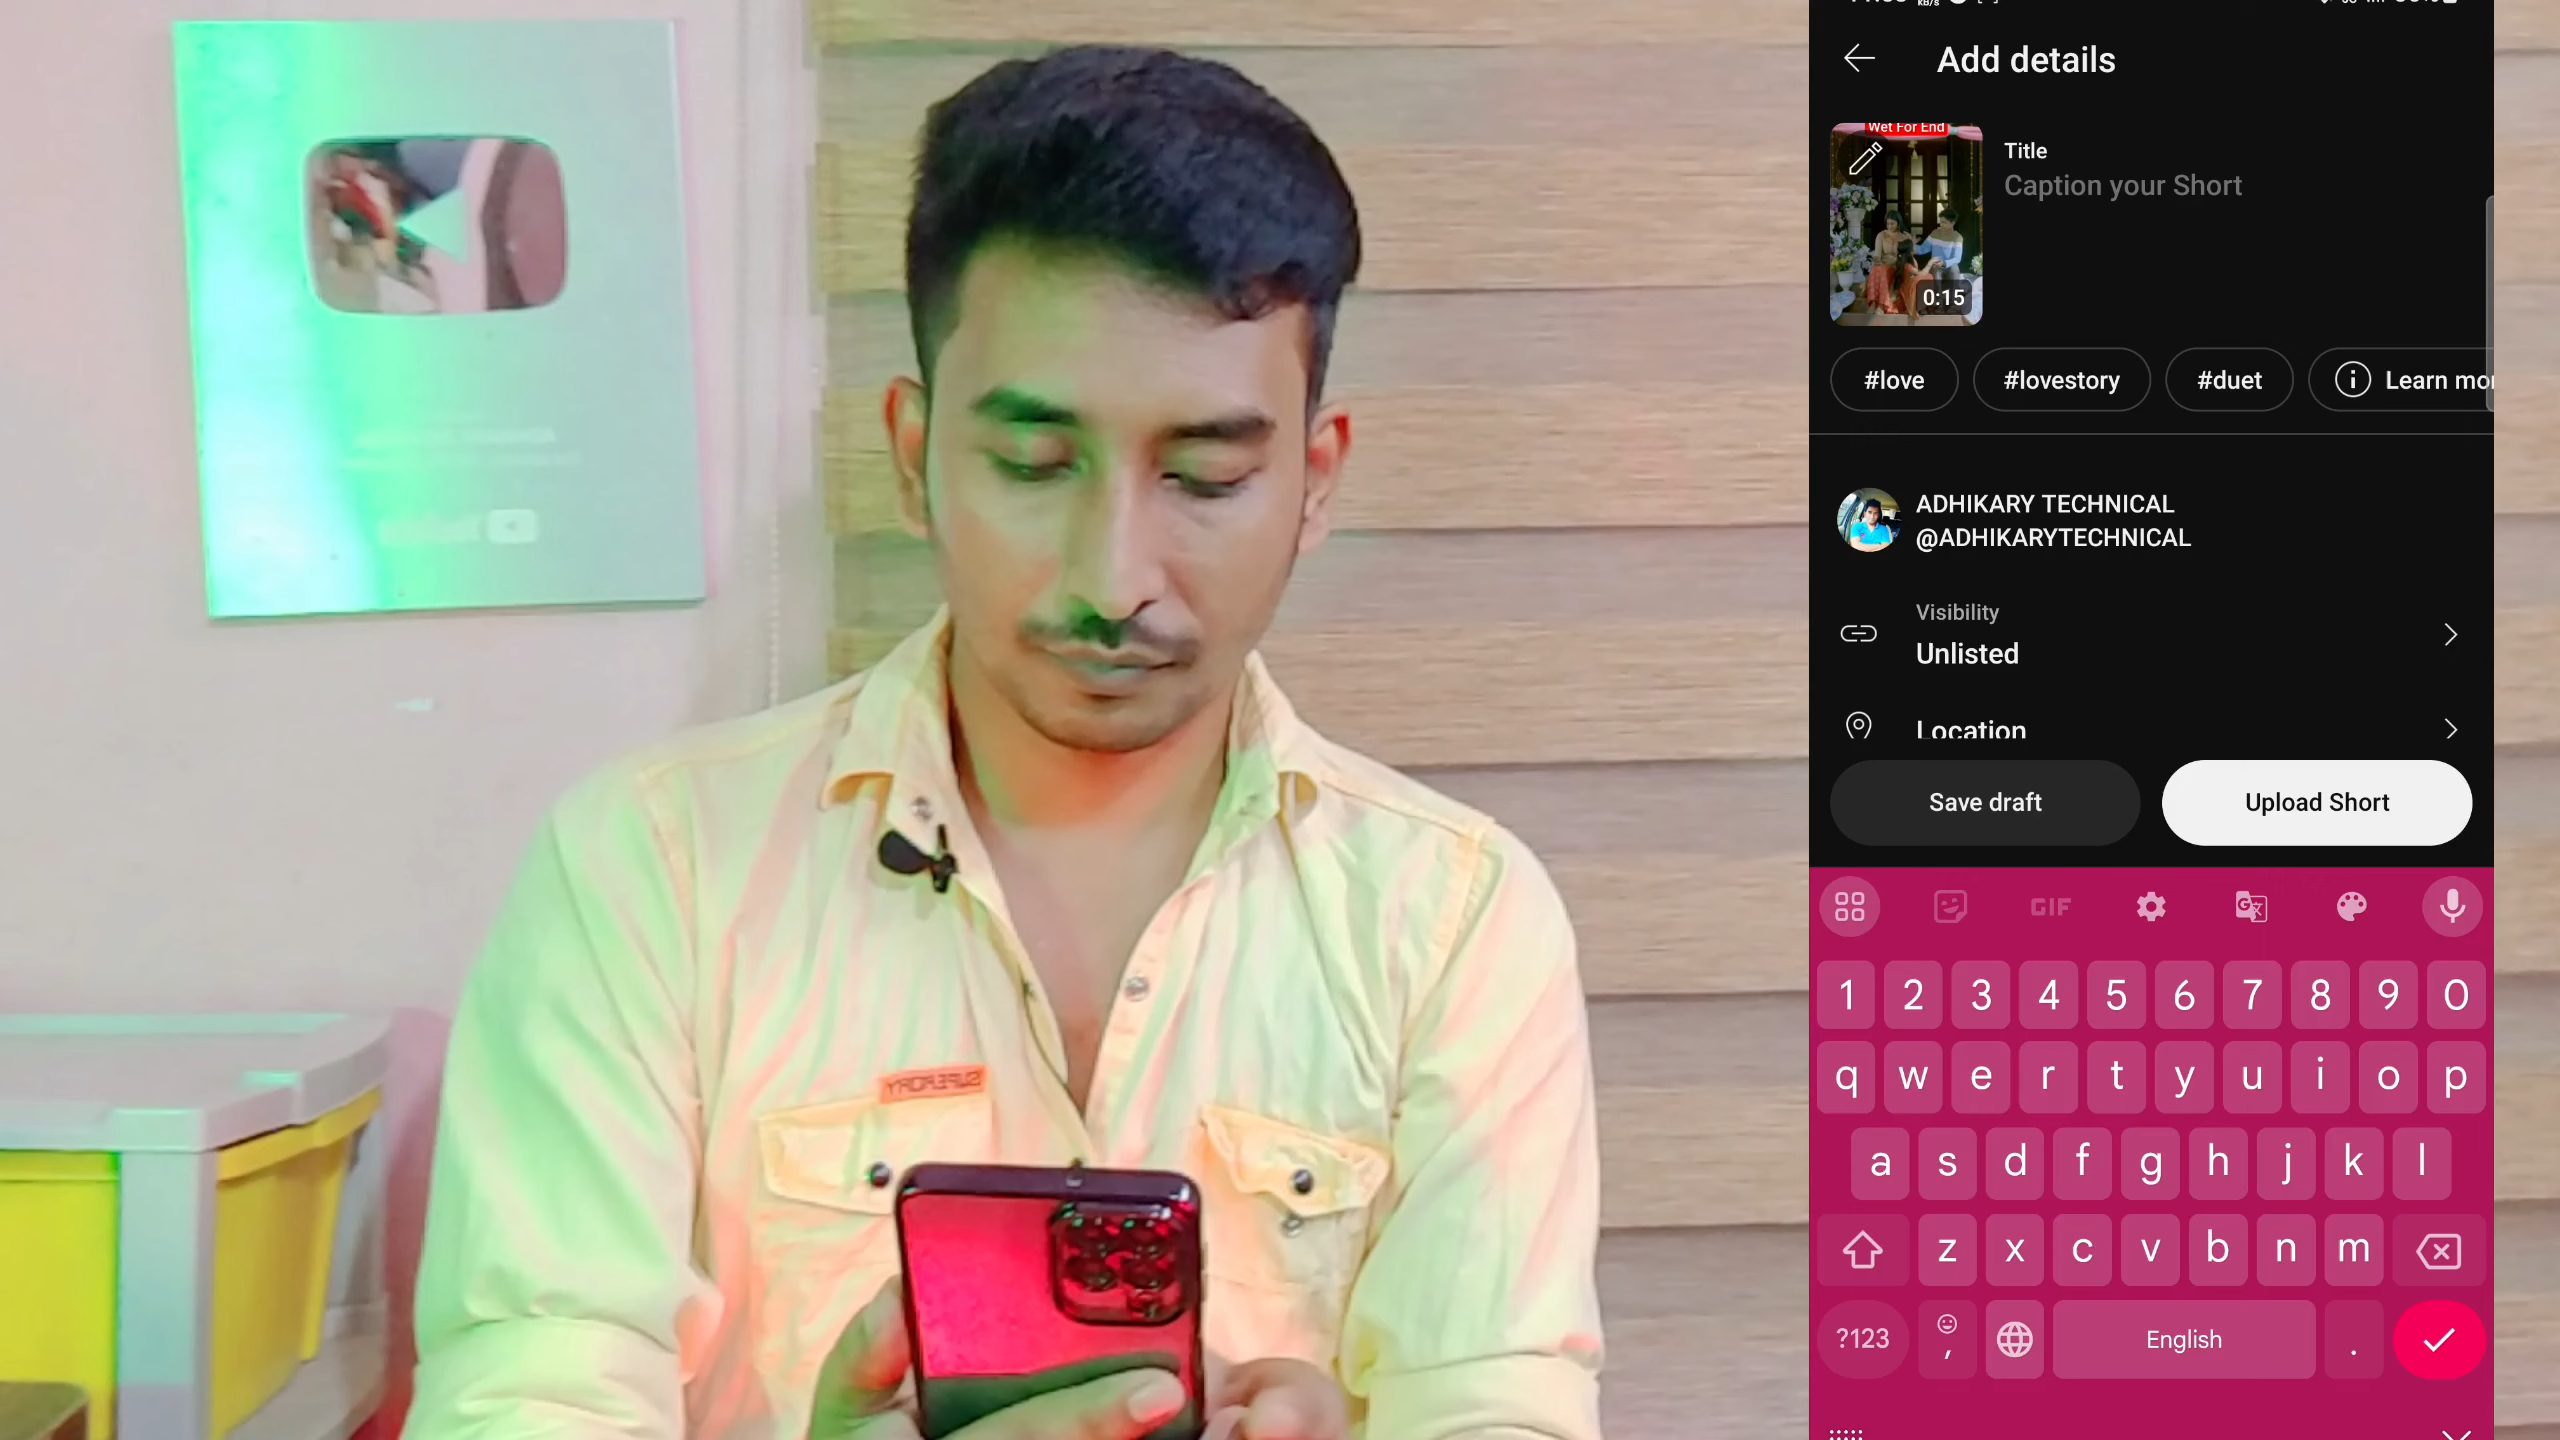 SUPERDRY
Add details
Wet For End
0:15
Title
Caption your Short
#love
#lovestory
#duet
Learn mor
ADHIKARY TECHNICAL
@ADHIKARYTECHNICAL
Visibility
Unlisted
Location
Save draft
Upload Short
GIF
1 2 3 4 5 6 7 8 9 0
q w e r t y u i o p
a s d f g h j k l
z x c v b n m
?123 , English .